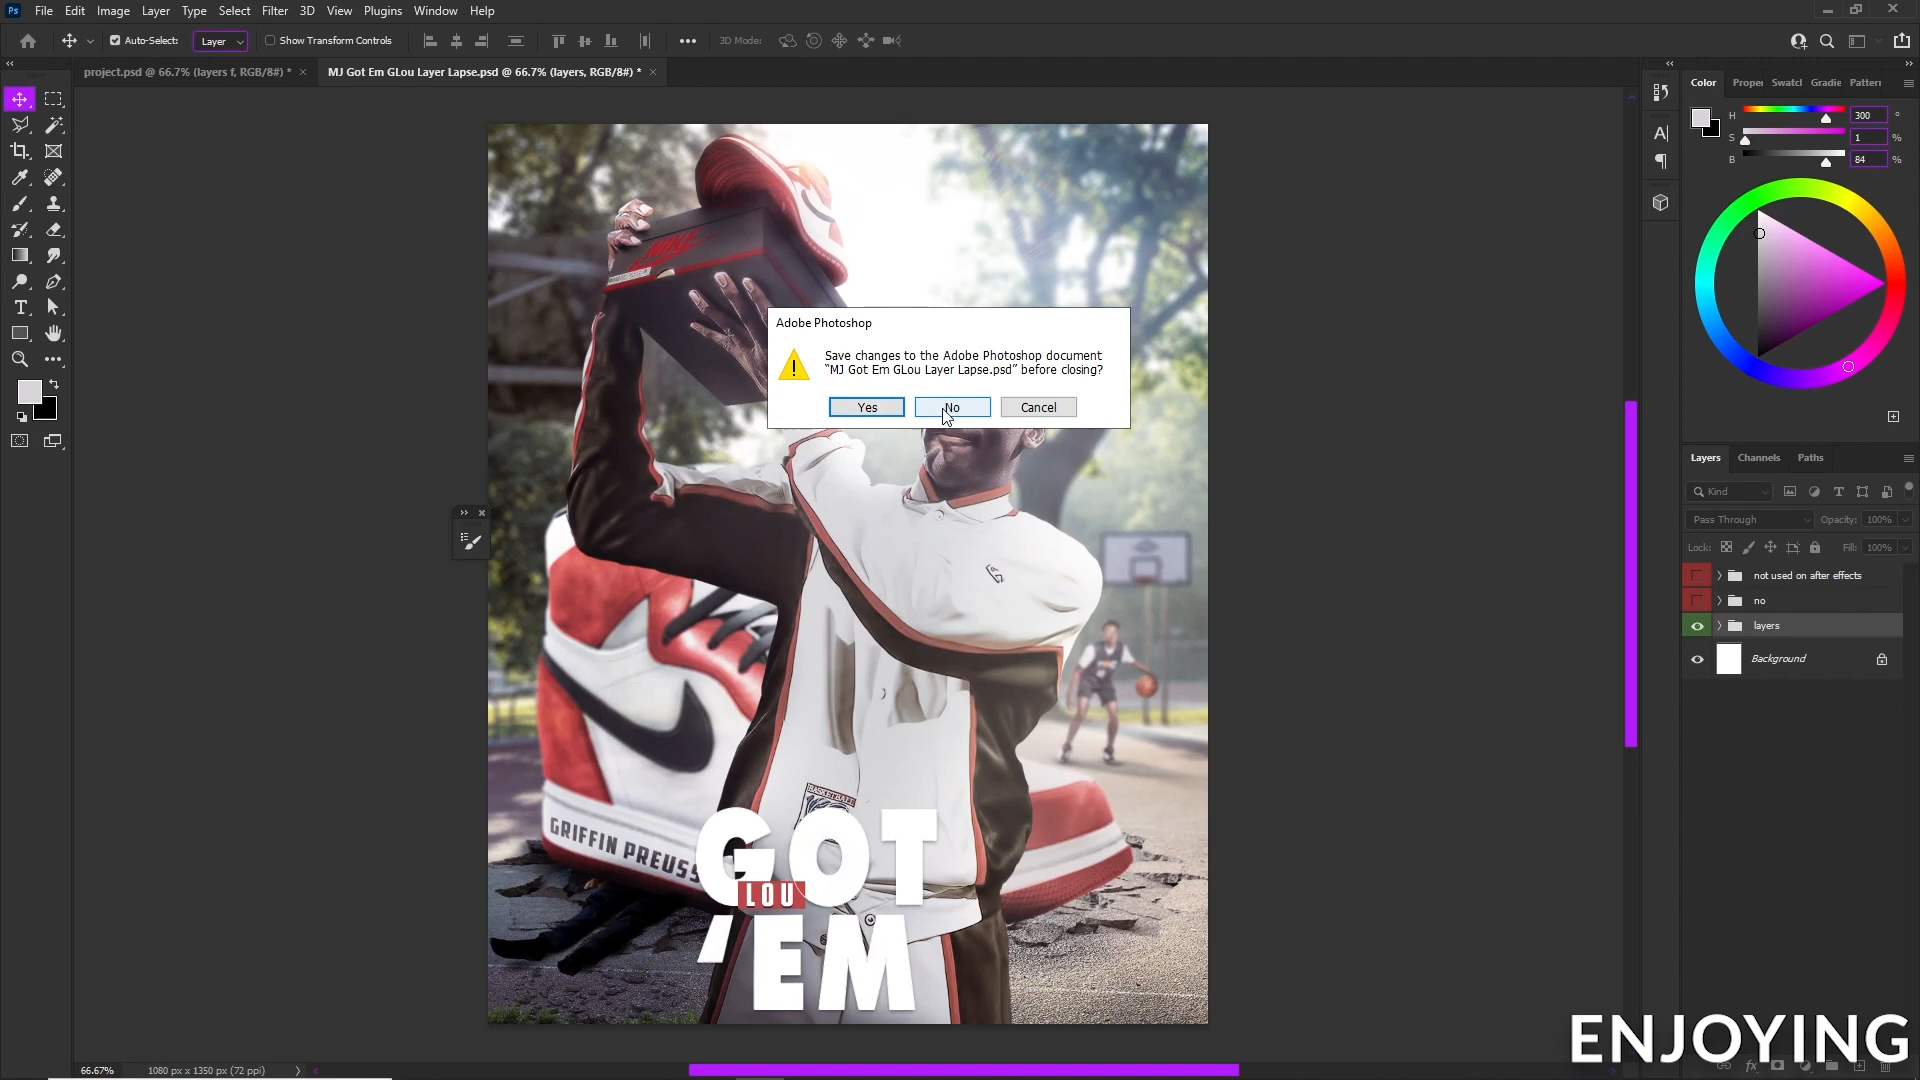 Ps File Edit Image Layer Type Select Filter 3D View Plugins Window Help
Auto-Select: Layer Show Transform Controls 3D Mode:
project.psd @ 66.7% (layers f, RGB/8#) * × MJ Got Em GLou Layer Lapse.psd @ 66.7% (layers, RGB/8#) * ×
Color Proper Swatcl Gradie Pattern
H 300 °
S 1 %
B 84 %
NIKE
Adobe Photoshop
Save changes to the Adobe Photoshop document
“MJ Got Em GLou Layer Lapse.psd” before closing?
Yes No Cancel
Layers Channels Paths
Kind
Pass Through Opacity: 100%
Lock: Fill: 100%
not used on after effects
no
layers
Background
BASKETBALL
GRIFFIN PREUSS
GOT
LOU
'EM
ENJOYING
66.67% 1080 px x 1350 px (72 ppi)